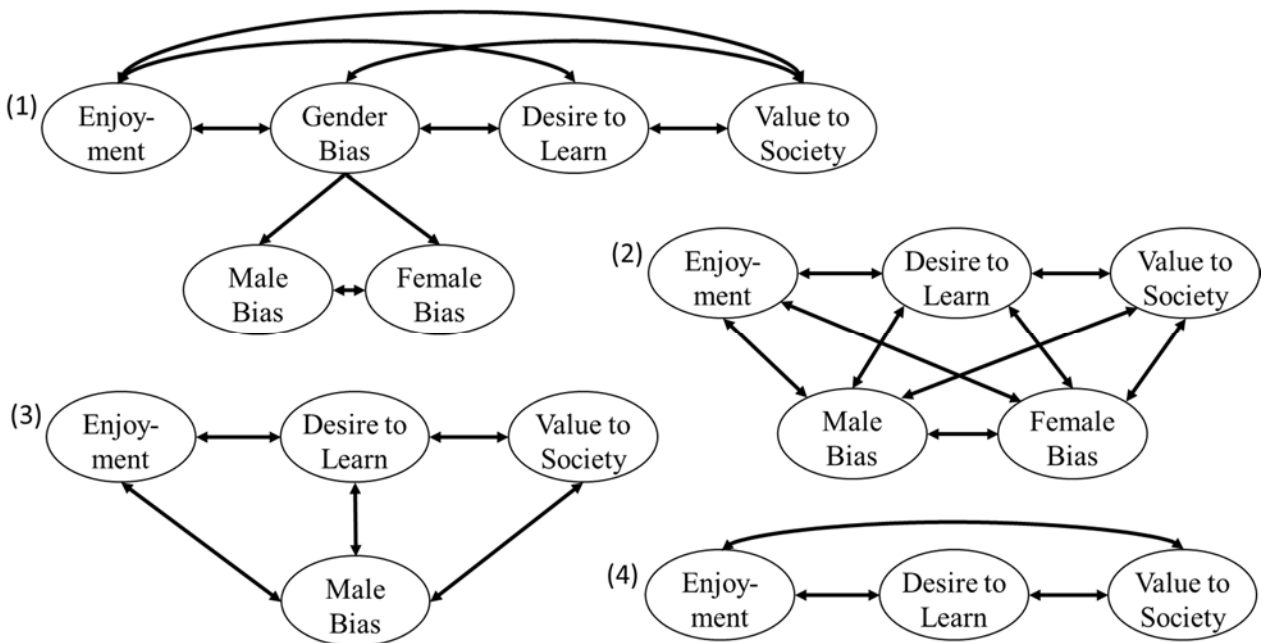 (1)
Enjoy-
ment
Gender
Bias
Desire to
Learn
Value to
Society
Male
Bias
Female
Bias
(2)
Enjoy-
ment
Desire to
Learn
Value to
Society
Male
Bias
Female
Bias
(3)
Enjoy-
ment
Desire to
Learn
Value to
Society
Male
Bias
(4)
Enjoy-
ment
Desire to
Learn
Value to
Society